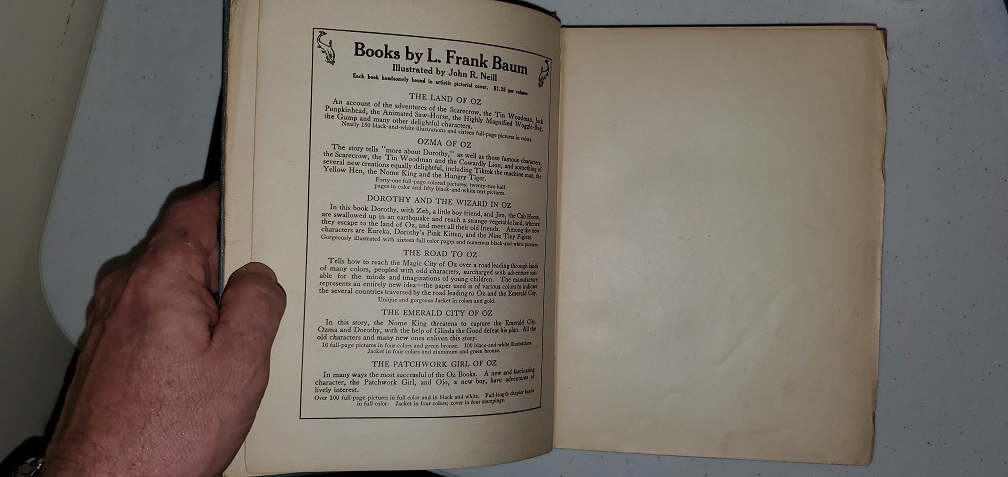 Books by L. Frank Baum
Illustrated by John R. Neill
Each book handsomely bound in artistic pictorial cover. $1.25 per volume
THE LAND OF OZ
An account of the adventures of the Scarecrow, the Tin Woodman, Jack
Pumpkinhead, the Animated Saw-Horse, the Highly Magnified Woggle-Bug,
the Gump and many other delightful characters.
Nearly 150 black-and-white illustrations and sixteen full-page pictures in colors.
OZMA OF OZ
The story tells "more about Dorothy," as well as those famous characters,
the Scarecrow, the Tin Woodman and the Cowardly Lion, and something of
several new creations equally delightful, including Tiktok the machine man, the
Yellow Hen, the Nome King and the Hungry Tiger.
Forty-one full-page colored pictures; twenty-two half
pages in color and fifty black-and-white text pictures.
DOROTHY AND THE WIZARD IN OZ
In this book Dorothy, with Zeb, a little boy friend, and Jim, the Cab Horse,
are swallowed up in an earthquake and reach a strange vegetable land, whence
they escape to the land of Oz, and meet all their old friends. Among the new
characters are Eureka, Dorothy's Pink Kitten, and the Nine Tiny Piglets.
Gorgeously illustrated with sixteen full color pages and numerous black-and-white pictures.
THE ROAD TO OZ
Tells how to reach the Magic City of Oz over a road leading through lands
of many colors, peopled with odd characters, surcharged with adventure suit-
able for the minds and imaginations of young children. The manufacture
represents an entirely new idea—the paper used is of various colors to indicate
the several countries traversed by the road leading to Oz and the Emerald City.
Unique and gorgeous Jacket in colors and gold.
THE EMERALD CITY OF OZ
In this story, the Nome King threatens to capture the Emerald City.
Ozma and Dorothy, with the help of Glinda the Good defeat his plan. All the
old characters and many new ones enliven this story.
16 full-page pictures in four colors and green bronze. 100 black-and-white illustrations.
Jacket in four colors and aluminum and green bronze.
THE PATCHWORK GIRL OF OZ
In many ways the most successful of the Oz Books. A new and fascinating
character, the Patchwork Girl, and Ojo, a new boy, have adventures of
lively interest.
Over 100 full-page pictures in full color and in black and white. Full-length chapter heads
in full color. Jacket in four colors; cover in four stampings.